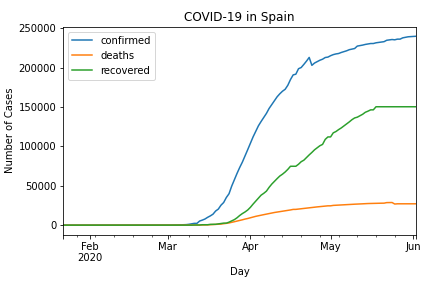 COVID-19 in Spain
250000
200000
150000
100000
50000
0
Number of Cases
confirmed
deaths
recovered
Feb
2020
Mar
Apr
May
Jun
Day